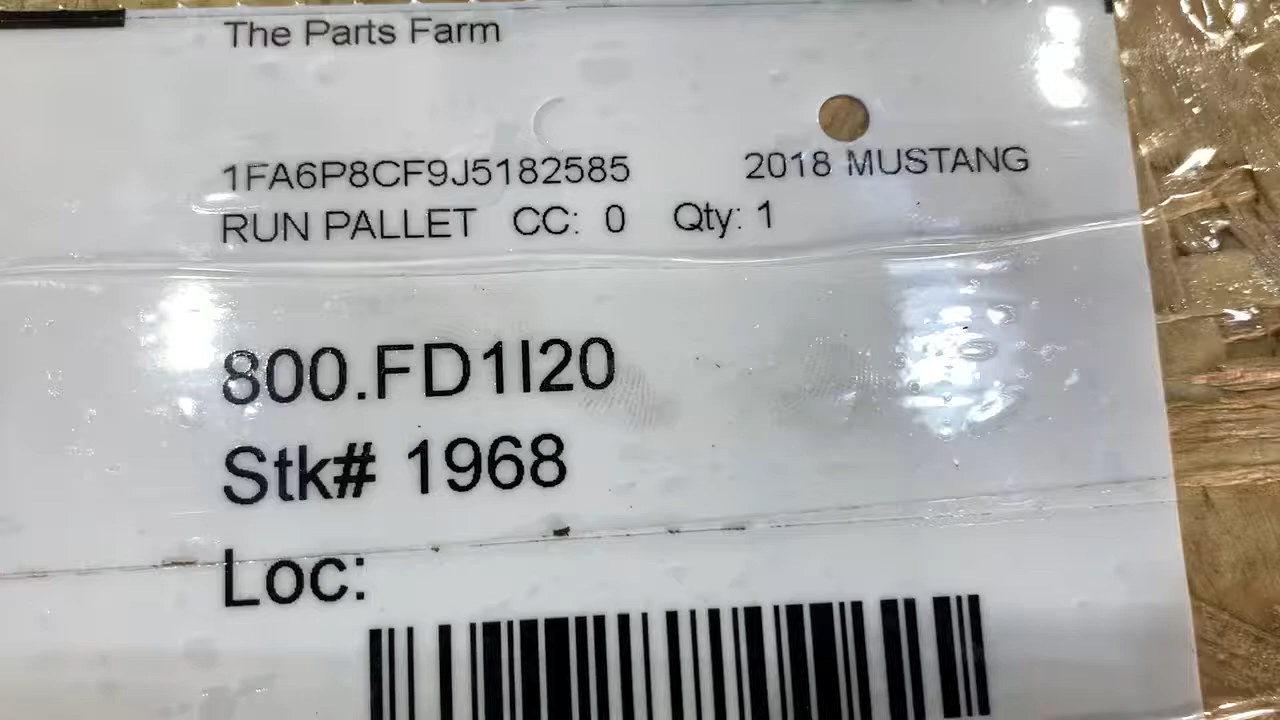 The Parts Farm
1FA6P8CF9J5182585 2018 MUSTANG
RUN PALLET CC: 0 Qty: 1
800.FD1I20
Stk# 1968
Loc: